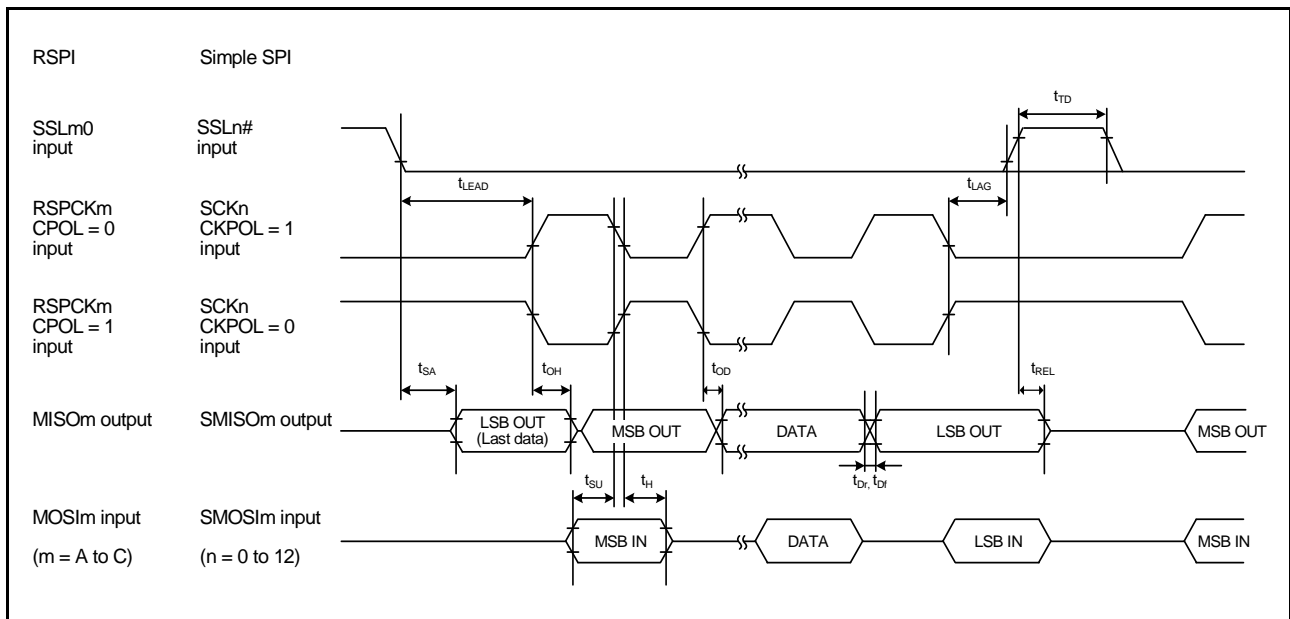 RSPI Simple SPI
tTD
SSLm0 SSLn#
input input
tLEAD tLAG
RSPCKm SCKn
CPOL = 0 CKPOL = 1
input input
RSPCKm SCKn
CPOL = 1 CKPOL = 0
input input
tSA tOH tOD tREL
MISOm output SMISOm output LSB OUT (Last data) MSB OUT DATA LSB OUT MSB OUT
tSU tH tDr, tDf
MOSIm input SMOSIm input MSB IN DATA LSB IN MSB IN
(m = A to C) (n = 0 to 12)